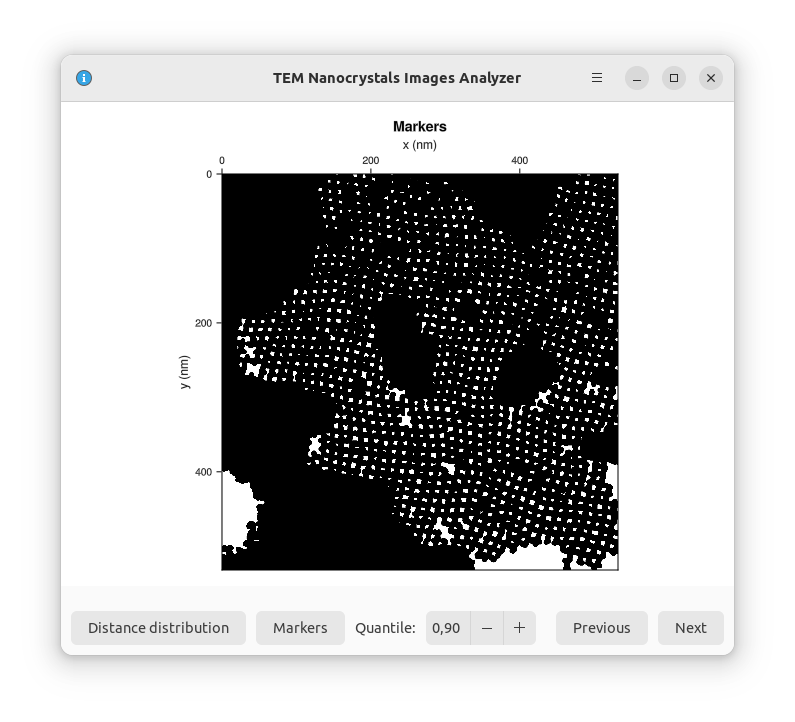 TEM Nanocrystals Images Analyzer
Markers
x (nm)
0 200 400
0
200
y (nm)
400
Distance distribution Markers Quantile: 0,90 − + Previous Next